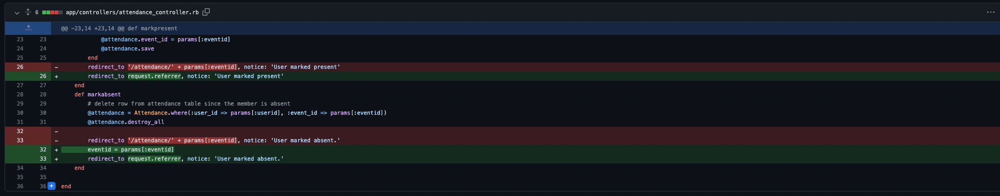 6 app/controllers/attendance_controller.rb
@@ -23,14 +23,14 @@ def markpresent
23 23 @attendance.event_id = params[:eventid]
24 24 @attendance.save
25 25 end
26 - redirect_to '/attendance/' + params[:eventid], notice: 'User marked present'
26 + redirect_to request.referrer, notice: 'User marked present'
27 27 end
28 28 def markabsent
29 29 # delete row from attendance table since the member is absent
30 30 @attendance = Attendance.where(:user_id => params[:userid], :event_id => params[:eventid])
31 31 @attendance.destroy_all
32 -
33 - redirect_to '/attendance/' + params[:eventid], notice: 'User marked absent.'
32 + eventid = params[:eventid]
33 + redirect_to request.referrer, notice: 'User marked absent.'
34 34 end
35 35
36 36 + end